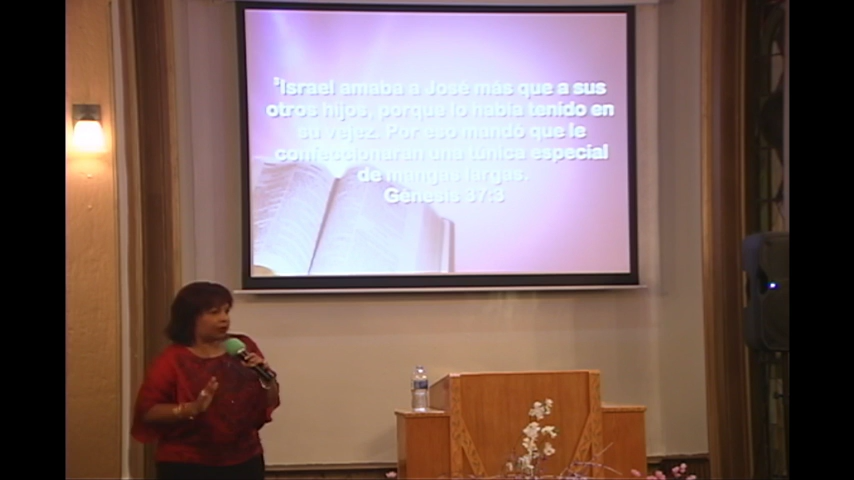 ³Israel amaba a José más que a sus
otros hijos, porque lo había tenido en
su vejez. Por eso mandó que le
confeccionaran una túnica especial
de mangas largas.
Génesis 37:3